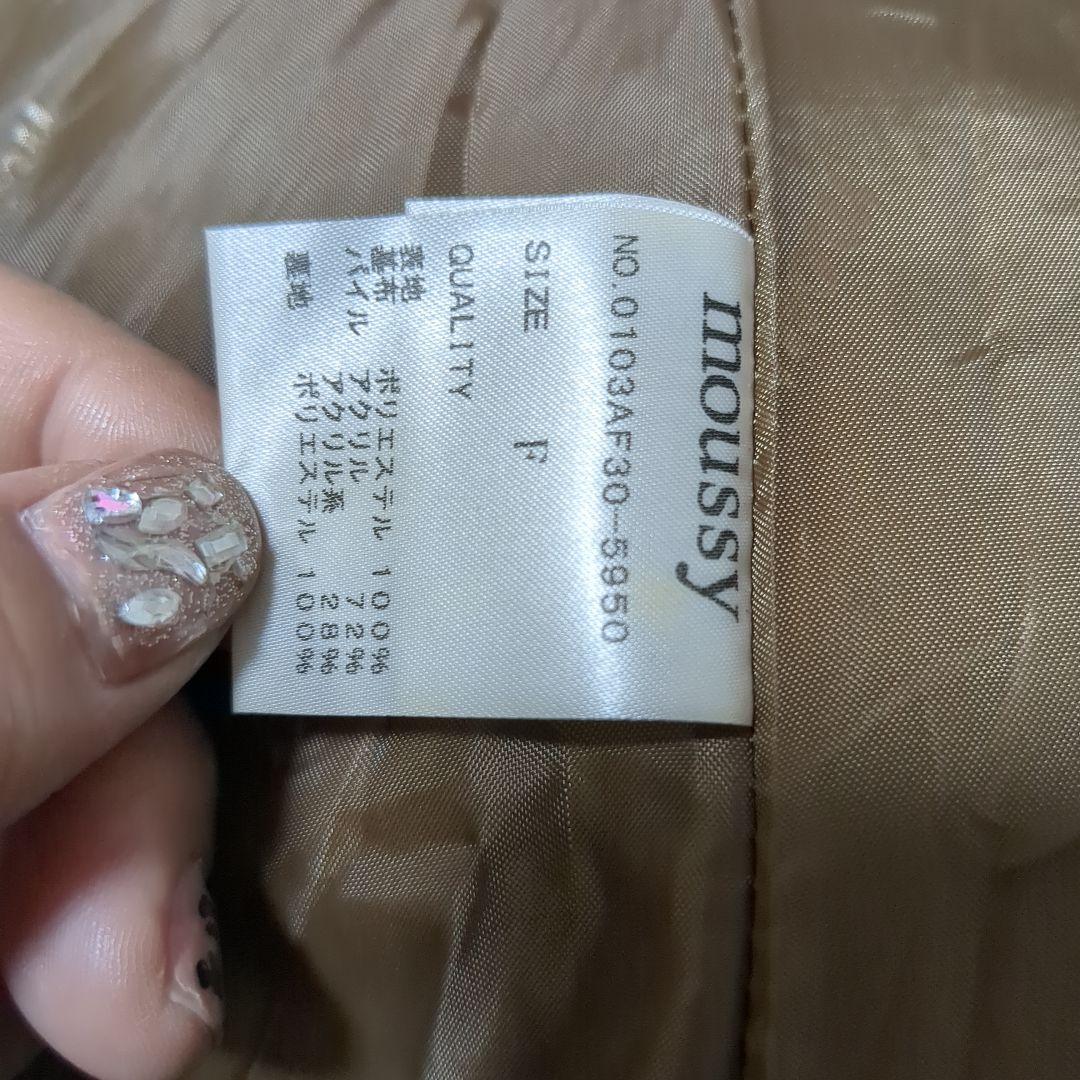 moussy
NO.0103AF30-5950
SIZE F
QUALITY
表地
基布 ポリエステル 100%
パイル アクリル 72%
アクリル系 28%
裏地 ポリエステル 100%